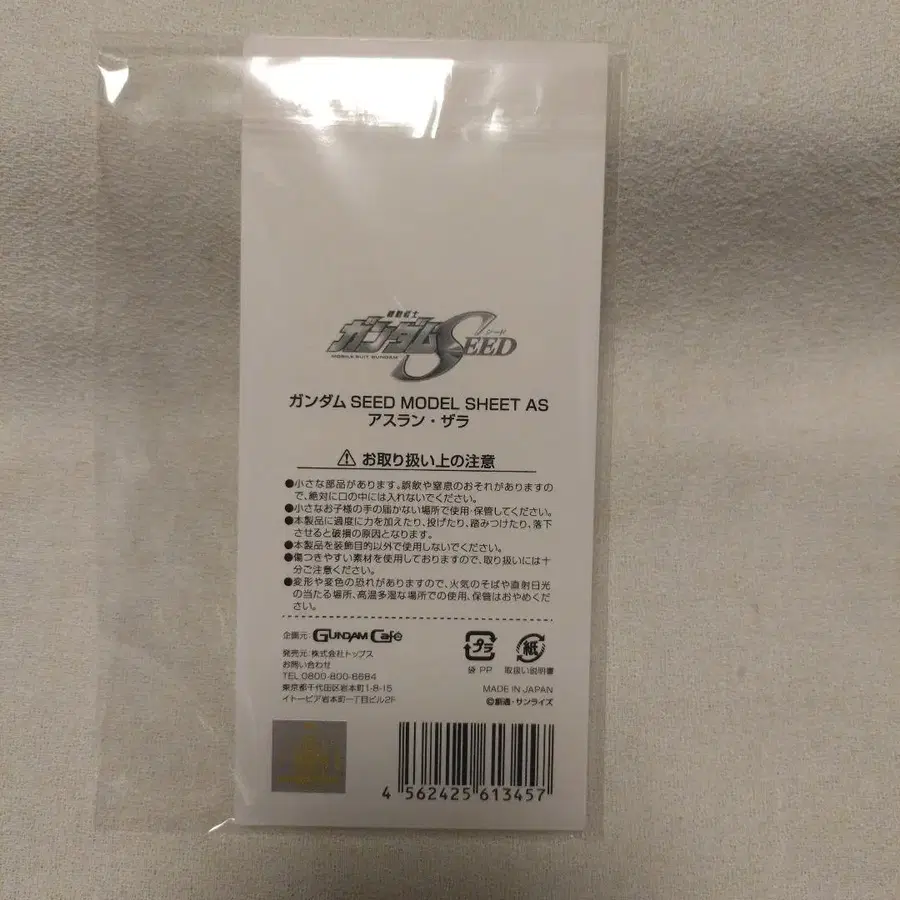 機動戦士
ガンダムSEED
シード
MOBILE SUIT GUNDAM
ガンダム SEED MODEL SHEET AS
アスラン・ザラ
お取り扱い上の注意
●小さな部品があります。誤飲や窒息のおそれがありますの
で、絶対に口の中には入れないでください。
●小さなお子様の手の届かない場所で使用・保管してください。
●本製品に過度に力を加えたり、投げたり、踏みつけたり、落下
させると破損の原因となります。
●本製品を装飾目的以外で使用しないでください。
●傷つきやすい素材を使用しておりますので、取り扱いには十
分ご注意ください。
●変形や変色の恐れがありますので、火気のそばや直射日光
の当たる場所、高温多湿な場所での使用、保管はおやめくだ
さい。
企画元: GUNDAM Cafe
発売元:株式会社トップス
お問い合わせ
TEL 0800-800-8684
東京都千代田区岩本町1-8-15
イトーピア岩本町一丁目ビル2F
プラ
袋 PP
紙
取扱い説明書
MADE IN JAPAN
©創通・サンライズ
4 562425 613457